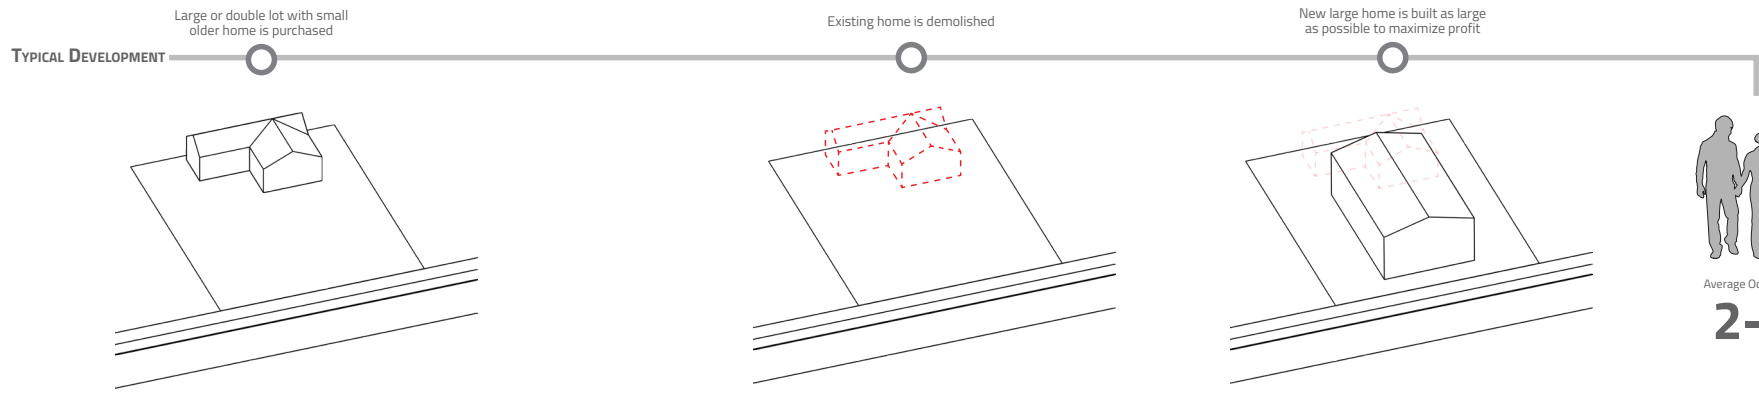 Large or double lot with small
older home is purchased
Existing home is demolished
New large home is built as large
as possible to maximize profit
TYPICAL DEVELOPMENT
Average
2-